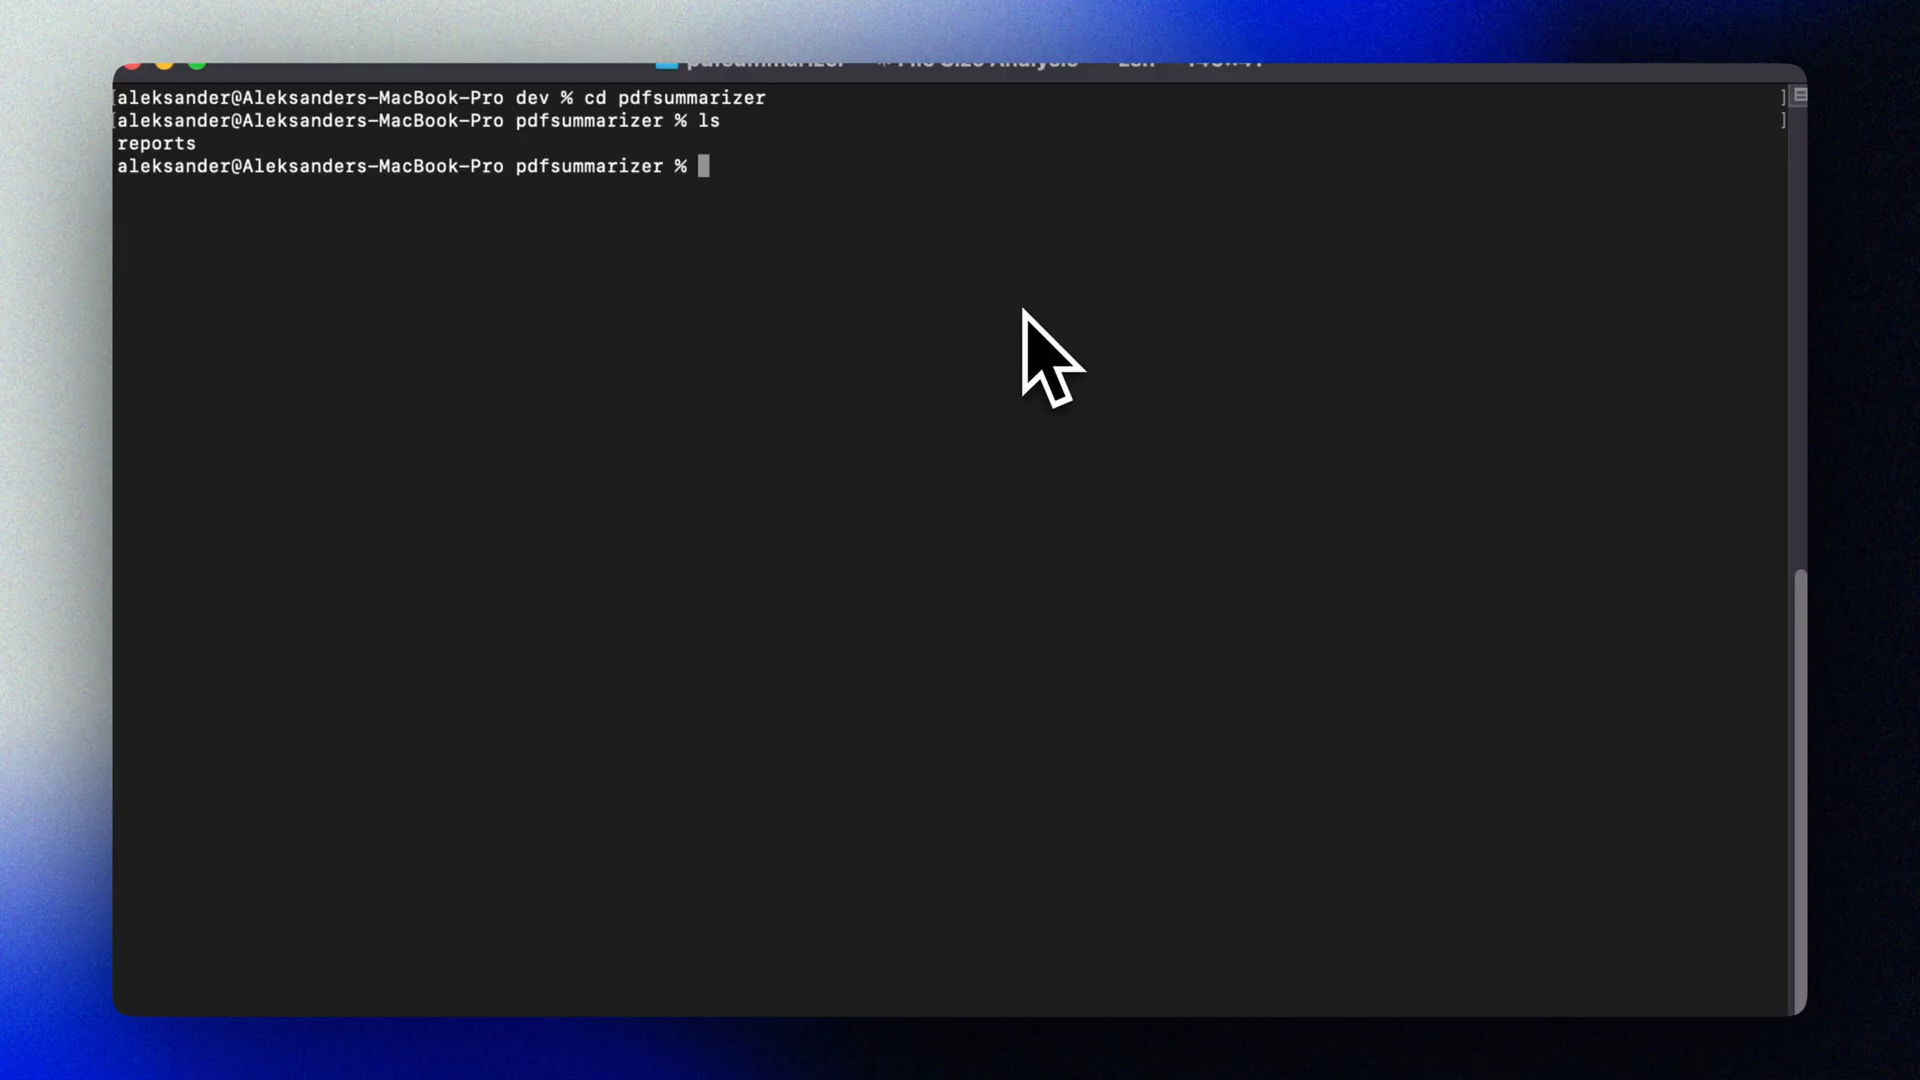 aleksander@Aleksanders-MacBook-Pro dev % cd pdfsummarizer
aleksander@Aleksanders-MacBook-Pro pdfsummarizer % ls
reports
aleksander@Aleksanders-MacBook-Pro pdfsummarizer %